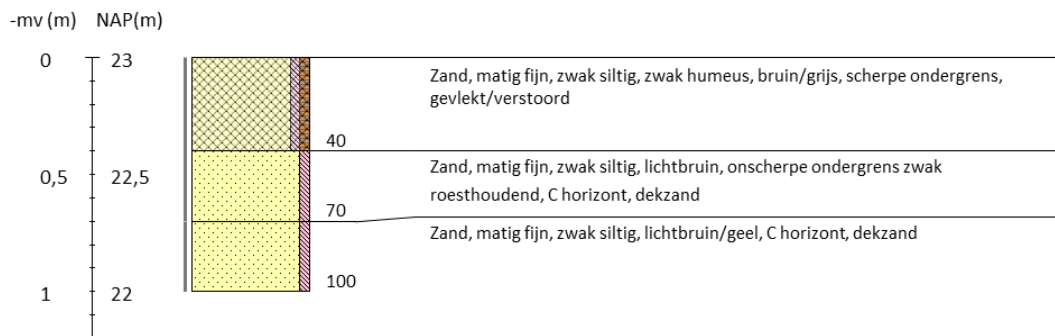 -mv (m) NAP(m)
0 23
Zand, matig fijn, zwak siltig, zwak humeus, bruin/grijs, scherpe ondergrens,
gevlekt/verstoord
40
0,5 22,5
Zand, matig fijn, zwak siltig, lichtbruin, onscherpe ondergrens zwak
roesthoudend, C horizont, dekzand
70
Zand, matig fijn, zwak siltig, lichtbruin/geel, C horizont, dekzand
100
1 22